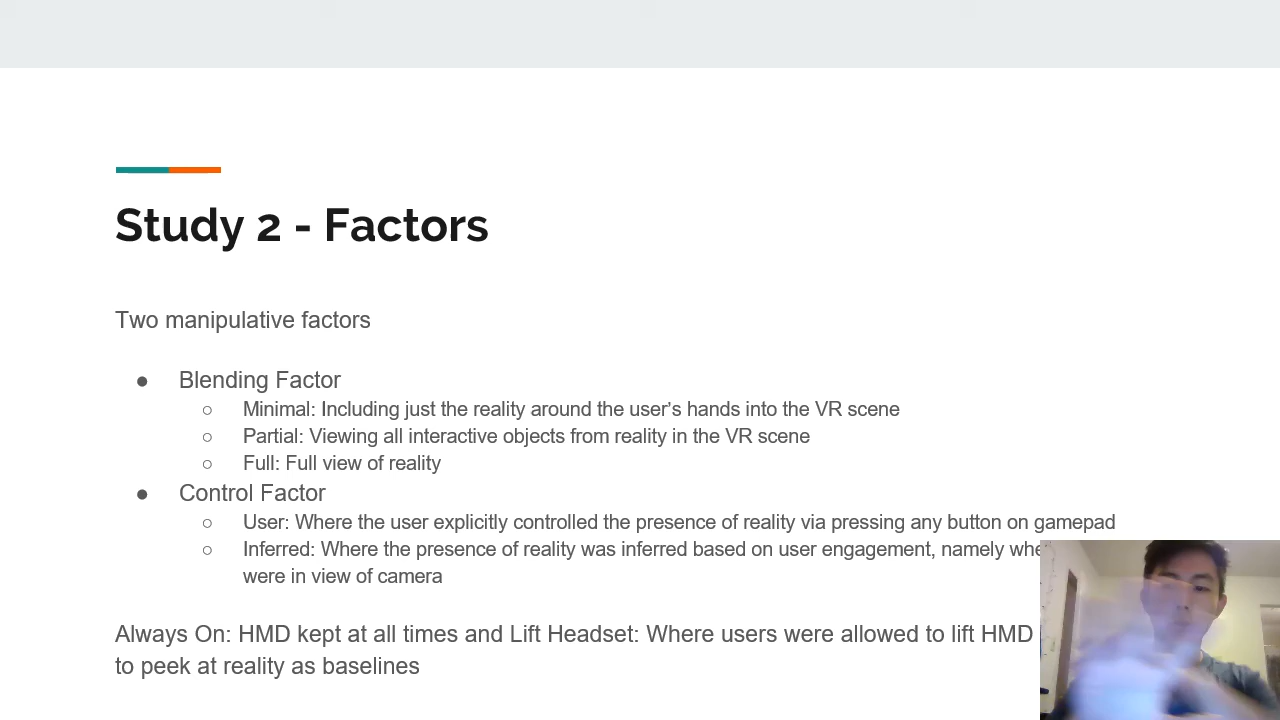 Study 2 - Factors
Two manipulative factors
● Blending Factor
○ Minimal: Including just the reality around the user’s hands into the VR scene
○ Partial: Viewing all interactive objects from reality in the VR scene
○ Full: Full view of reality
● Control Factor
○ User: Where the user explicitly controlled the presence of reality via pressing any button on gamepad
○ Inferred: Where the presence of reality was inferred based on user engagement, namely
were in view of camera
Always On: HMD kept at all times and Lift Headset: Where users were allowed to lift HMD
to peek at reality as baselines